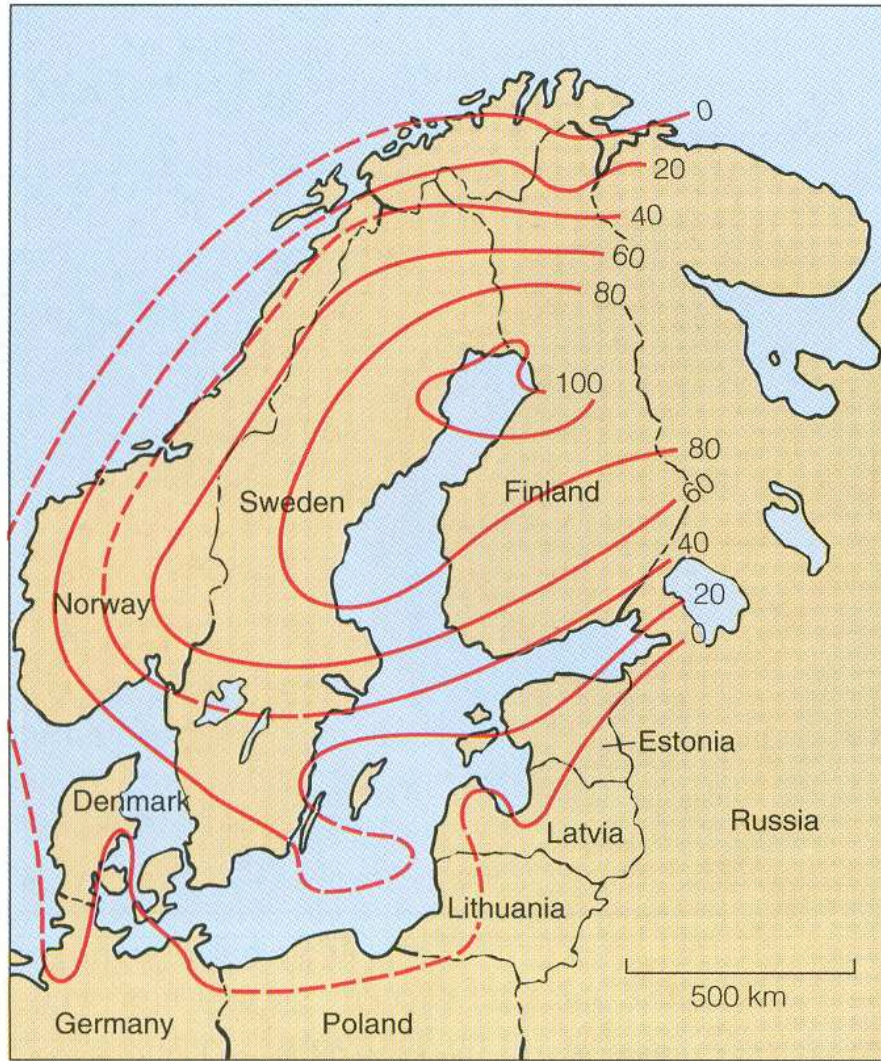 0
20
40
60
80
100
80
Sweden
Finland
60
40
Norway
20
0
Estonia
Denmark
Russia
Latvia
Lithuania
500 km
Germany
Poland